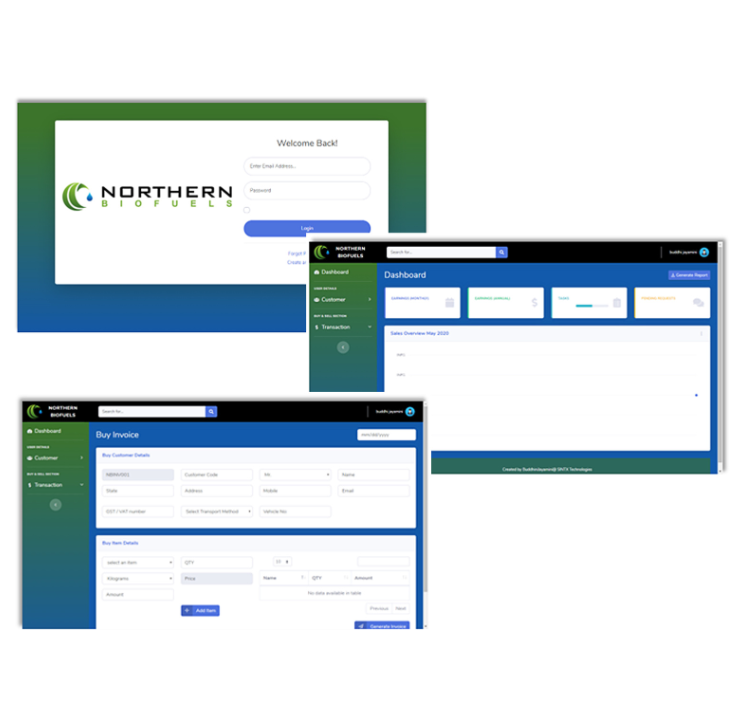 Welcome Back!
Enter Email Address...
NORTHERN
BIOFUELS
Password
Login
Forgot
Create
NORTHERN
BIOFUELS
Search for...
buddhi.jayamini
Dashboard
Dashboard
Generate Report
USER DETAILS
Customer
BUY & SELL SECTION
Transaction
EARNINGS (MONTHLY)
EARNINGS (ANNUAL)
TASKS
PENDING REQUESTS
Sales Overview May 2020
Created by BuddhiniJayamini@ SINTX Technologies
NORTHERN
BIOFUELS
Search for...
buddhi.jayamini
Dashboard
Buy Invoice
mm/dd/yyyy
USER DETAILS
Customer
BUY & SELL SECTION
Transaction
Buy Customer Details
Customer Code
Mr.
Name
State
Address
Mobile
Email
GST / VAT number
Select Transport Method
Vehicle No:
Buy Item Details
select an Item
QTY
10
Kilograms
Price
Name
QTY
Amount
Amount
No data available in table
Add Item
Previous
Next
Generate Invoice